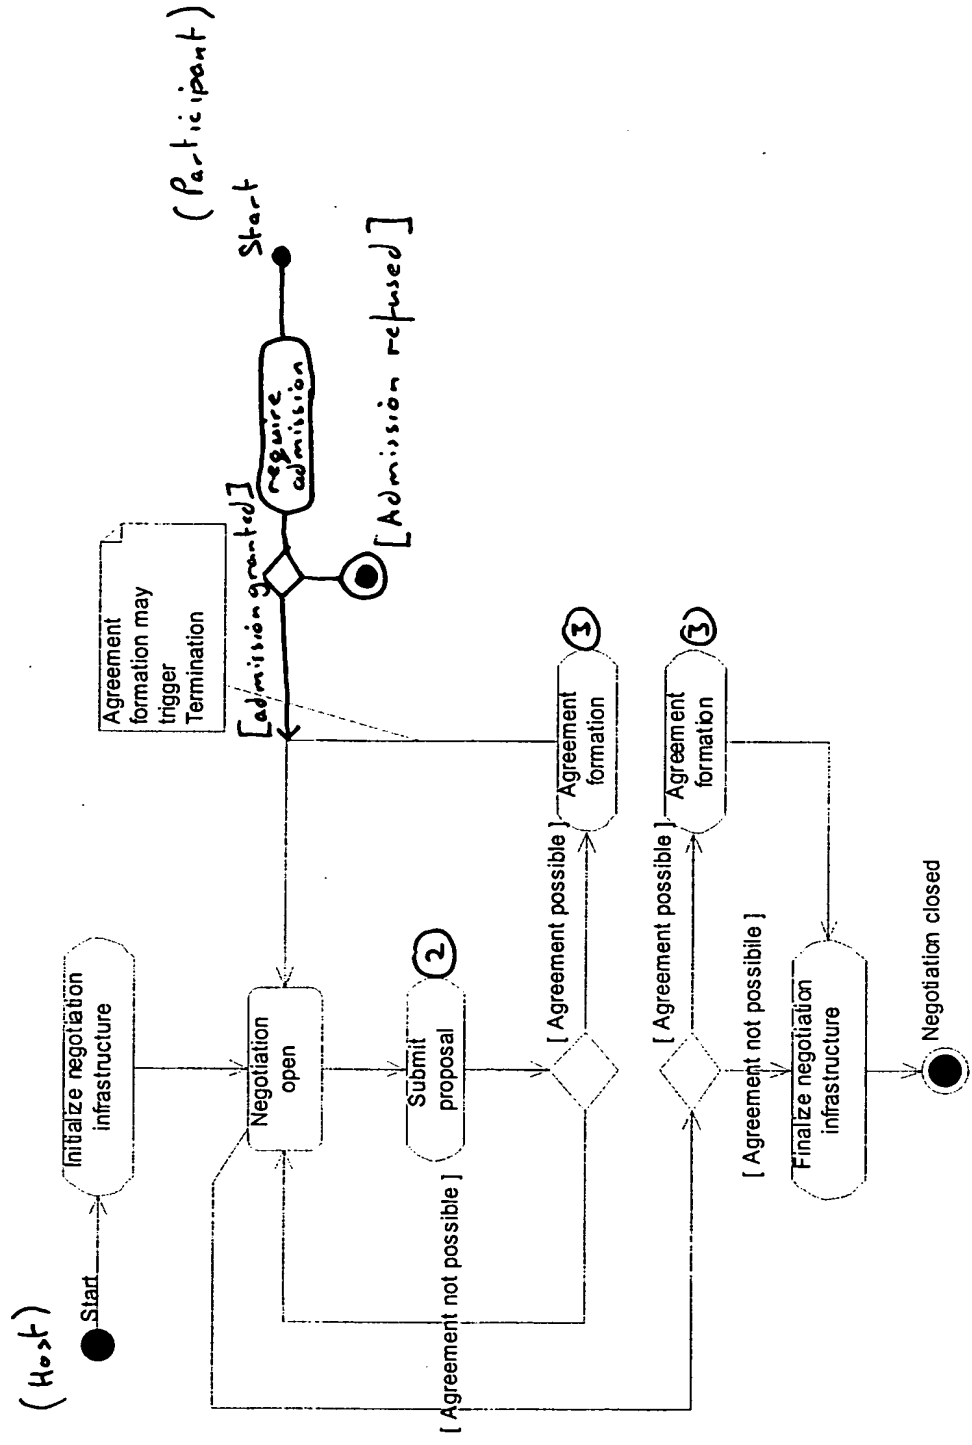 (Host)
Start
Initialize negotiation
infrastructure
Agreement
formation may
trigger
Termination
(Participant)
Start
[admission granted]
require
admission
[Admission refused]
Negotiation
open
Submit
proposal
2
[ Agreement not possible ]
[ Agreement possible ]
Agreement
formation
3
[ Agreement possible ]
Agreement
formation
3
[ Agreement not possibile ]
Finalize negotiation
infrastructure
Negotiation closed